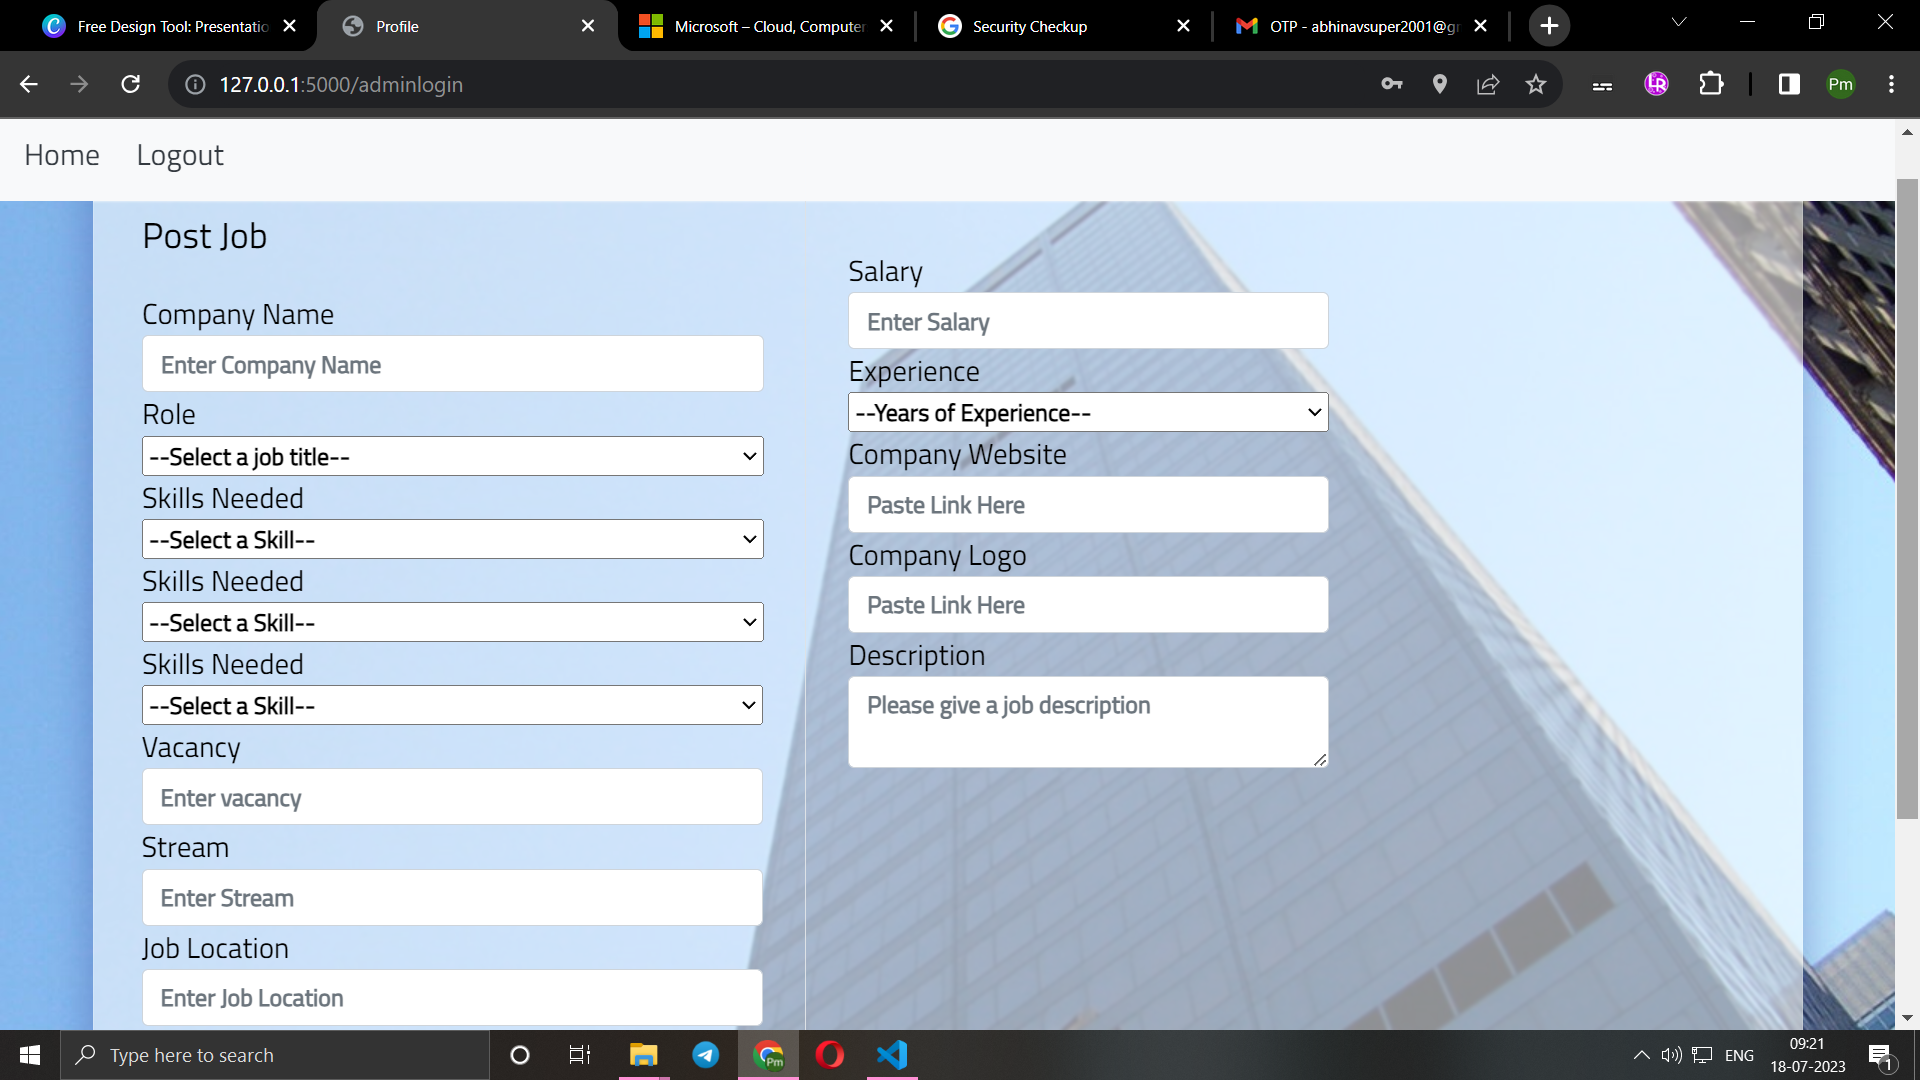 Free Design Tool: Presentatio
Profile
Microsoft – Cloud, Computer
Security Checkup
OTP - abhinavsuper2001@gr
127.0.0.1:5000/adminlogin
Pm
Home
Logout
Post Job
Company Name
Enter Company Name
Role
--Select a job title--
Skills Needed
--Select a Skill--
Skills Needed
--Select a Skill--
Skills Needed
--Select a Skill--
Vacancy
Enter vacancy
Stream
Enter Stream
Job Location
Enter Job Location
Salary
Enter Salary
Experience
--Years of Experience--
Company Website
Paste Link Here
Company Logo
Paste Link Here
Description
Please give a job description
Type here to search
Pm
ENG
09:21
18-07-2023
1